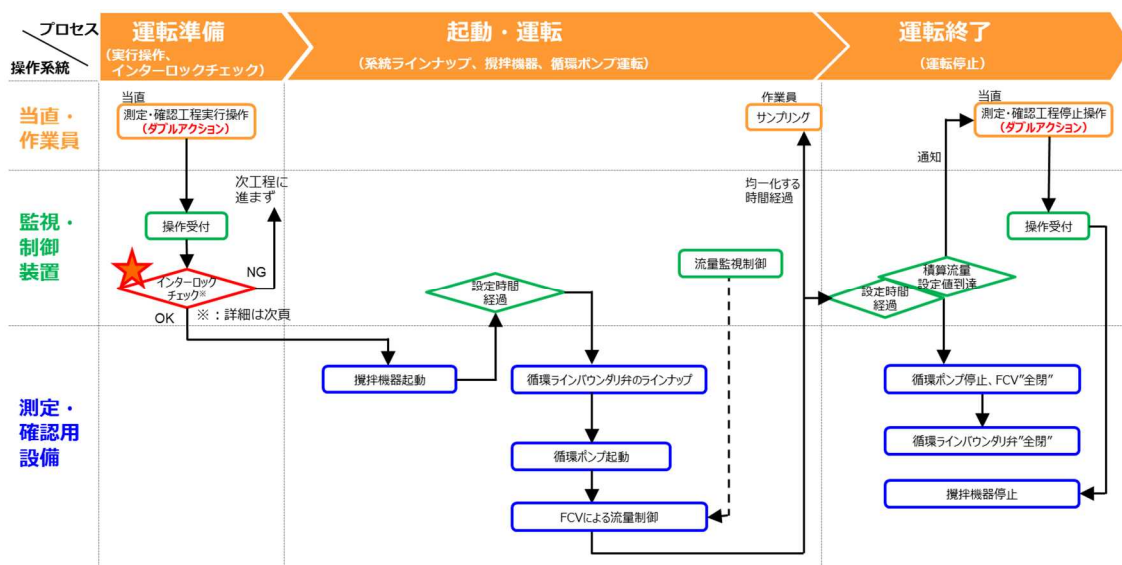 プロセス
操作系統
運転準備
(実行操作、
インターロックチェック)
起動・運転
(系統ラインナップ、攪拌機器、循環ポンプ運転)
運転終了
(運転停止)
当直・
作業員
当直
測定・確認工程実行操作
(ダブルアクション)
作業員
サンプリング
当直
測定・確認工程停止操作
(ダブルアクション)
次工程に
進まず
均一化する
時間経過
通知
監視・
制御
装置
操作受付
インターロック
チェック※
NG
OK
※：詳細は次頁
設定時間
経過
流量監視制御
設定時間
経過
積算流量
設定値到達
操作受付
測定・
確認用
設備
攪拌機器起動
循環ラインバウンダリ弁のラインナップ
循環ポンプ起動
FCVによる流量制御
循環ポンプ停止、FCV"全閉"
循環ラインバウンダリ弁"全閉"
攪拌機器停止